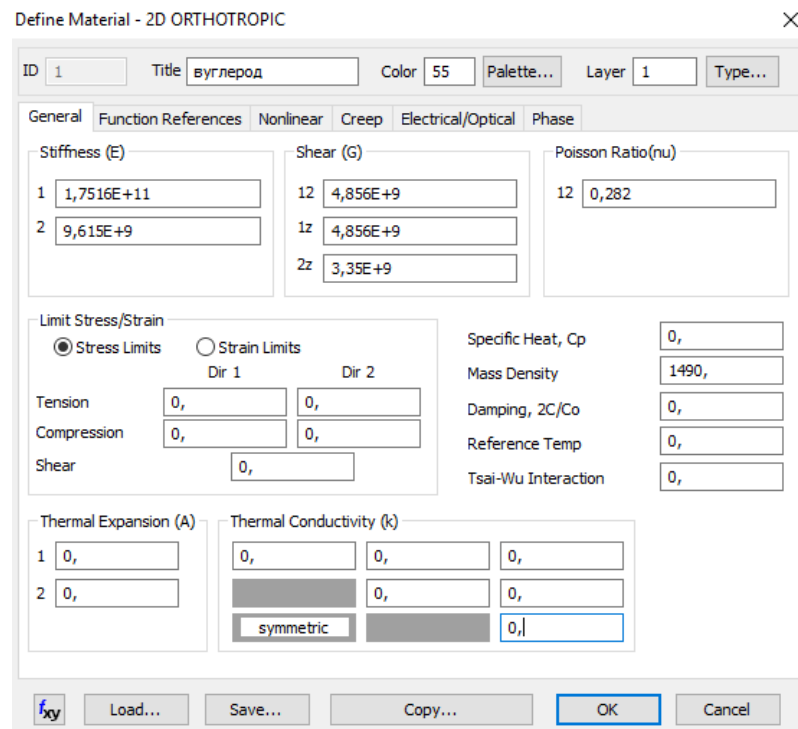 Define Material - 2D ORTHOTROPIC
ID 1 Title вуглерод Color 55 Palette... Layer 1 Type...
General Function References Nonlinear Creep Electrical/Optical Phase
Stiffness (E) Shear (G) Poisson Ratio(nu)
1 1,7516E+11 12 4,856E+9 12 0,282
2 9,615E+9 1z 4,856E+9
2z 3,35E+9
Limit Stress/Strain
Stress Limits Strain Limits Specific Heat, Cp 0,
Dir 1 Dir 2 Mass Density 1490,
Tension 0, 0, Damping, 2C/Co 0,
Compression 0, 0, Reference Temp 0,
Shear 0, Tsai-Wu Interaction 0,
Thermal Expansion (A) Thermal Conductivity (k)
1 0, 0, 0, 0,
2 0, 0, 0,
symmetric 0,
fxy Load... Save... Copy... OK Cancel